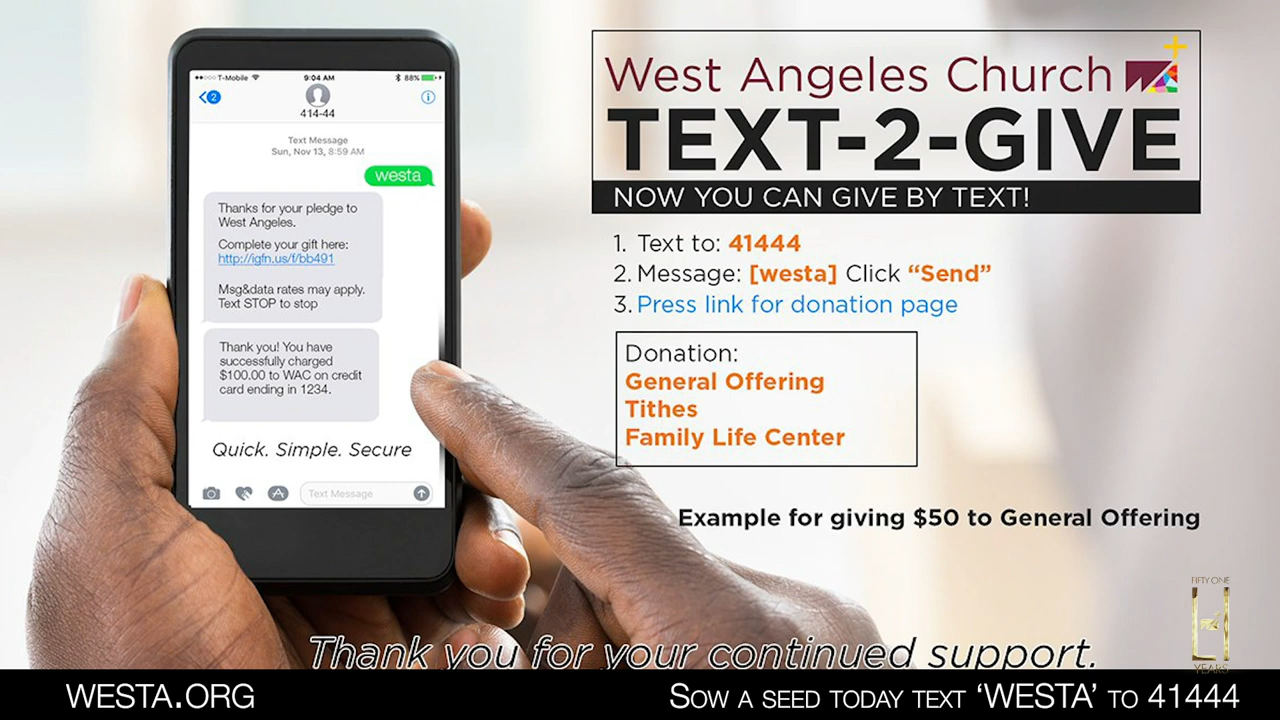 T-Mobile 9:04 AM 88%
2
414-44
Text Message
Sun, Nov 13, 8:59 AM
westa
Thanks for your pledge to
West Angeles.
Complete your gift here:
http://igfn.us/f/bb491
Msg&data rates may apply.
Text STOP to stop
Thank you! You have
successfully charged
$100.00 to WAC on credit
card ending in 1234.
Quick. Simple. Secure
Text Message
West Angeles Church
TEXT-2-GIVE
NOW YOU CAN GIVE BY TEXT!
1. Text to: 41444
2. Message: [westa] Click “Send”
3. Press link for donation page
Donation:
General Offering
Tithes
Family Life Center
Example for giving $50 to General Offering
FIFTY ONE
YEARS
Thank you for your continued support.
WESTA.ORG
SOW A SEED TODAY TEXT ‘WESTA’ TO 41444